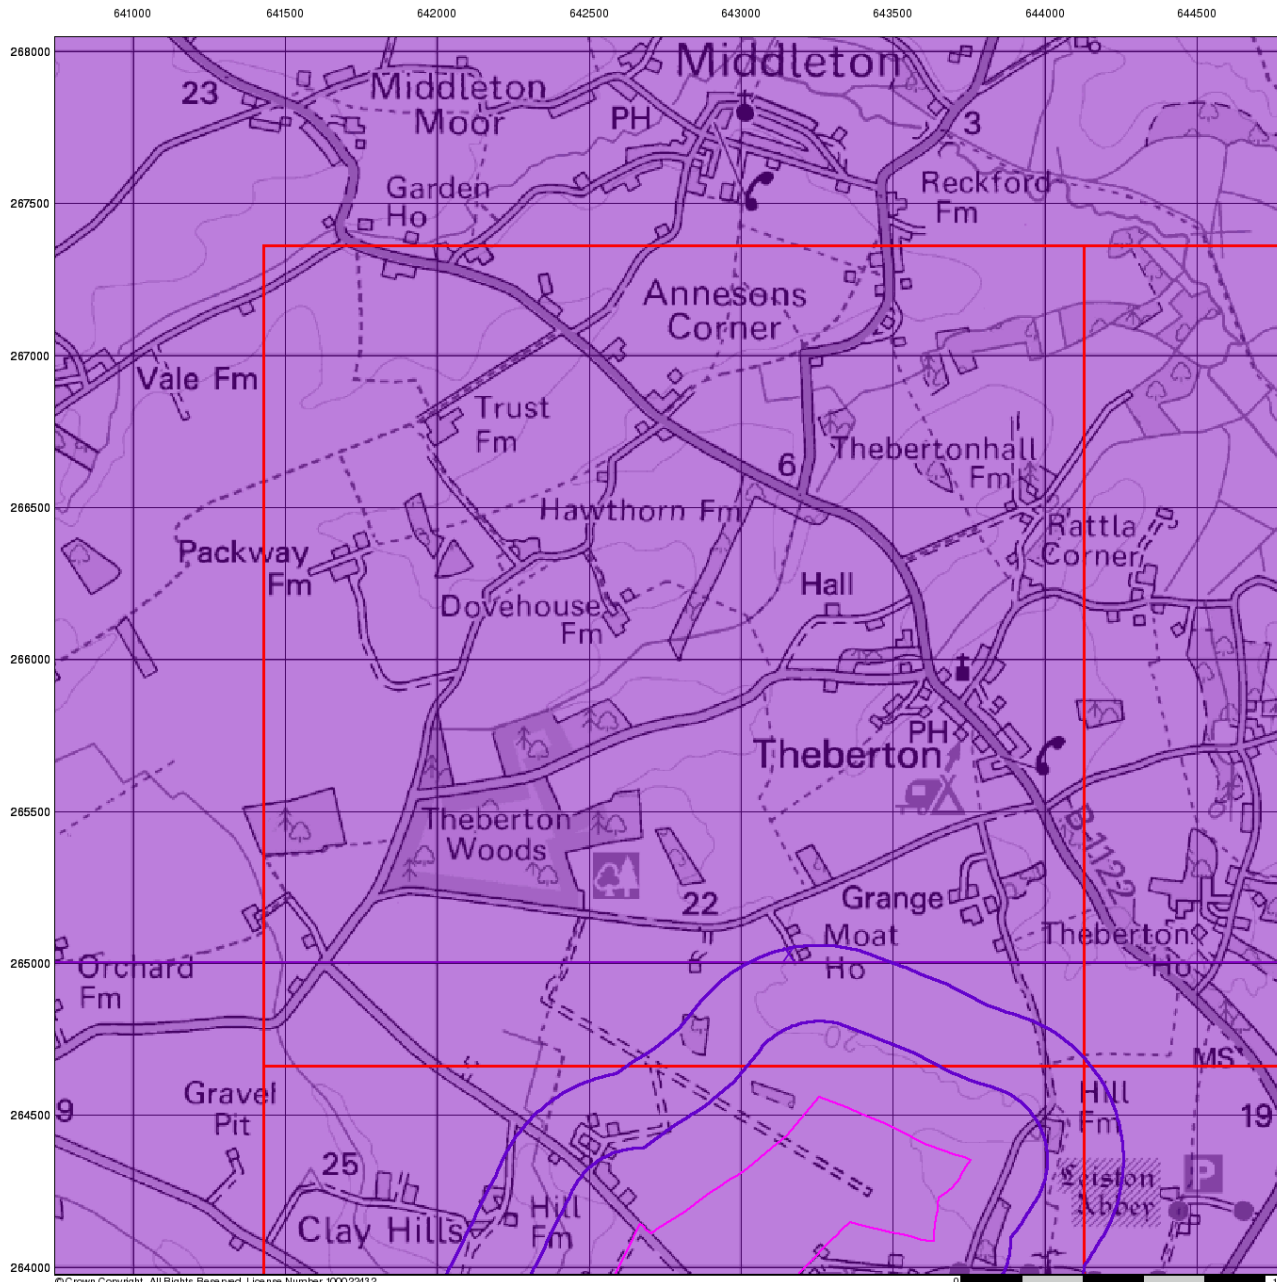 641000 641500 642000 642500 643000 643500 644000 644500
268000
Middleton
23
Middleton
Moor
PH
3
Garden
Ho
Reckford
Fm
267500
Annesons
Corner
267000
Vale Fm
Trust
Fm
Thebertonhall
Fm
6
266500
Hawthorn Fm
Rattla
Corner
Packway
Fm
Hall
Dovehouse
Fm
266000
PH
Theberton
265500
Theberton
Woods
B1122
22
Grange
Moat
Ho
Theberton
Ho
265000
Orchard
Fm
20
MS
Gravel
Pit
Hill
Fm
264500
9
19
25
Leiston
Abbey
P
Clay Hills
Hill
Fm
264000
© Crown Copyright. All Rights Reserved. License Number 100022432
0